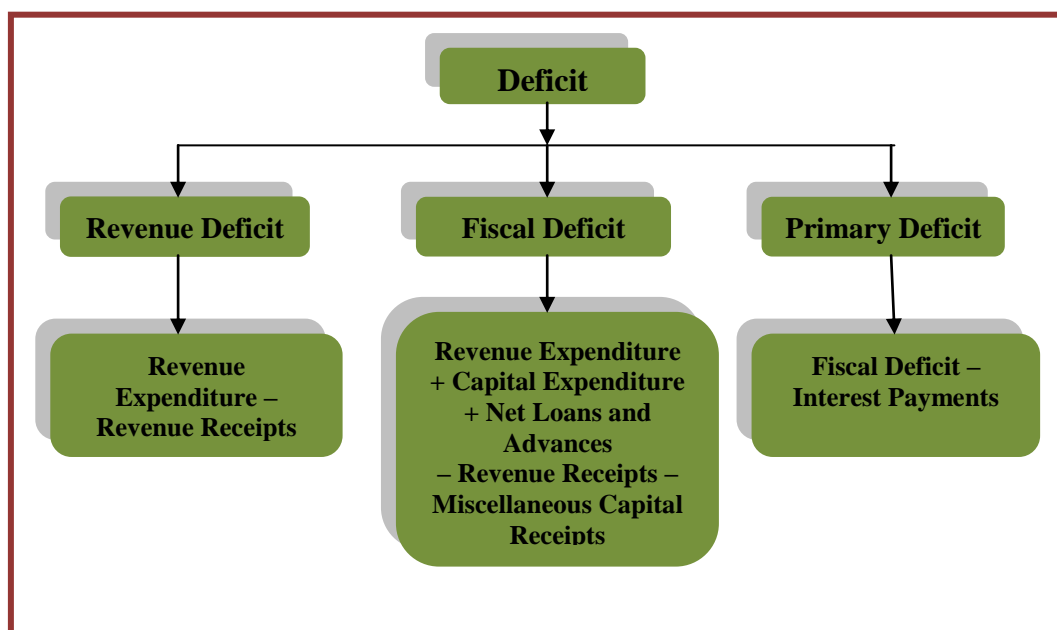 Deficit
Revenue Deficit
Fiscal Deficit
Primary Deficit
Revenue
Expenditure –
Revenue Receipts
Revenue Expenditure
+ Capital Expenditure
+ Net Loans and
Advances
– Revenue Receipts –
Miscellaneous Capital
Receipts
Fiscal Deficit –
Interest Payments